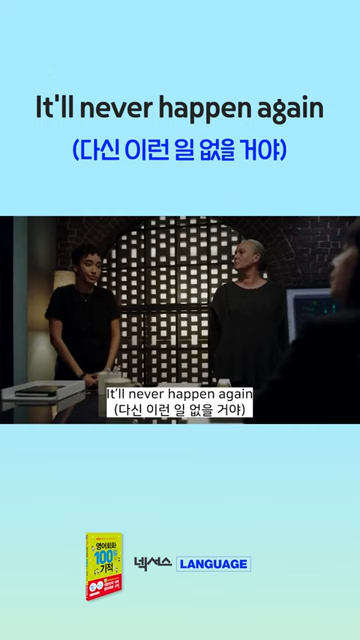 It'll never happen again
(다신 이런 일 없을 거야)
It'll never happen again
(다신 이런 일 없을 거야)
영어회화
100일의
기적
넥서스 LANGUAGE